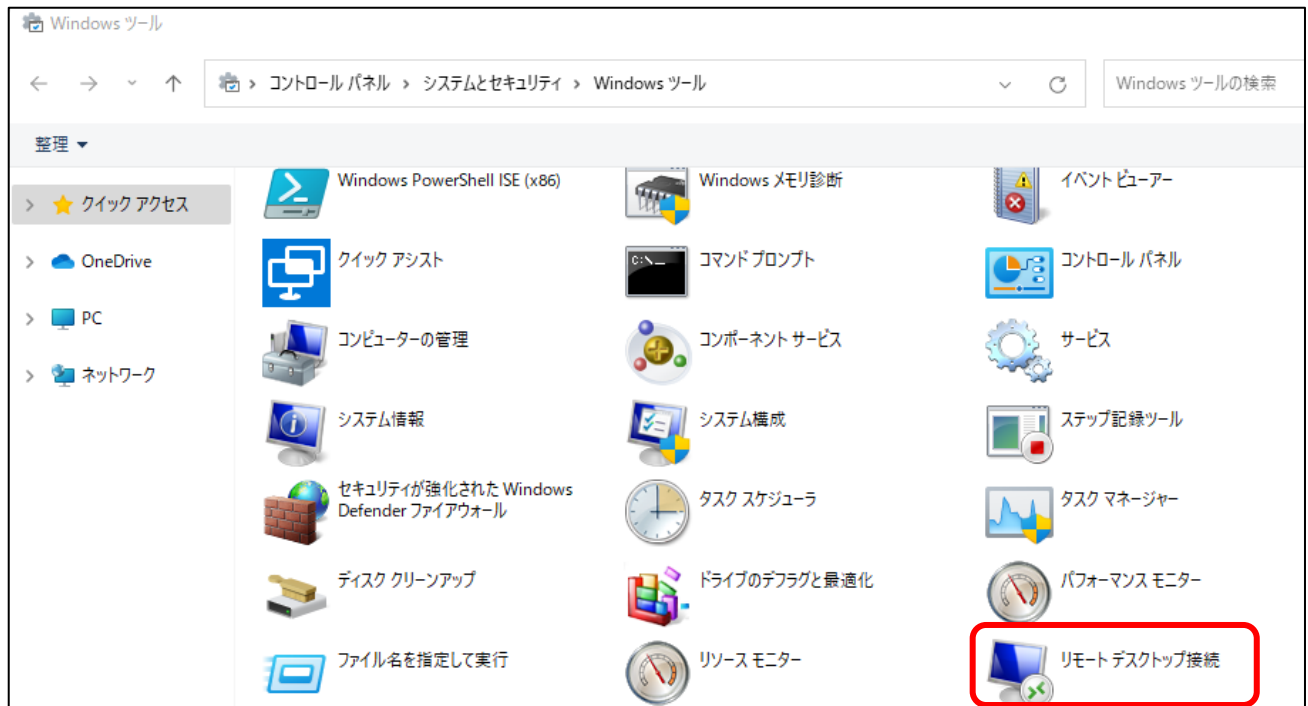 Windows ツール
コントロール パネル › システムとセキュリティ › Windows ツール
Windows ツールの検索
整理
クイック アクセス
OneDrive
PC
ネットワーク
Windows PowerShell ISE (x86)
Windows メモリ診断
イベント ビューアー
クイック アシスト
C:\_
コマンド プロンプト
コントロール パネル
コンピューターの管理
コンポーネント サービス
サービス
システム情報
システム構成
ステップ記録ツール
セキュリティが強化された Windows
Defender ファイアウォール
タスク スケジューラ
タスク マネージャー
ディスク クリーンアップ
ドライブのデフラグと最適化
パフォーマンス モニター
ファイル名を指定して実行
リソース モニター
リモート デスクトップ接続